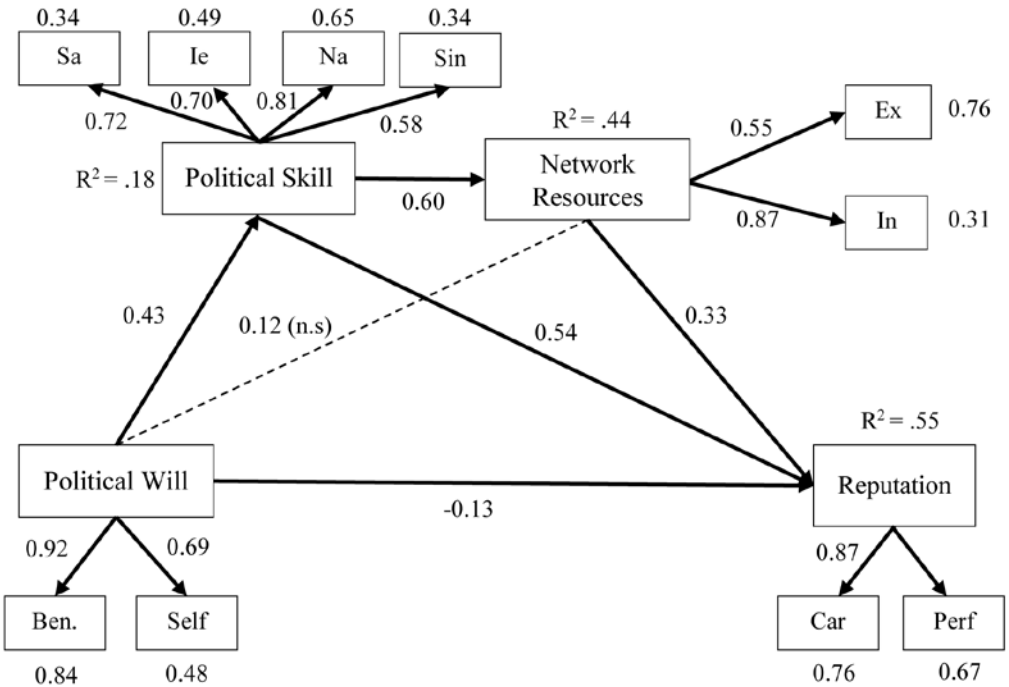 0.34 0.49 0.65 0.34
Sa Ie Na Sin
0.72 0.70 0.81 0.58
R² = .44
Ex 0.76
0.55
R² = .18 Political Skill
0.60
Network
Resources
0.87
In 0.31
0.43
0.12 (n.s)
0.54
0.33
R² = .55
Political Will
-0.13
Reputation
0.92 0.69
0.87
Ben. Self
Car Perf
0.84 0.48
0.76 0.67